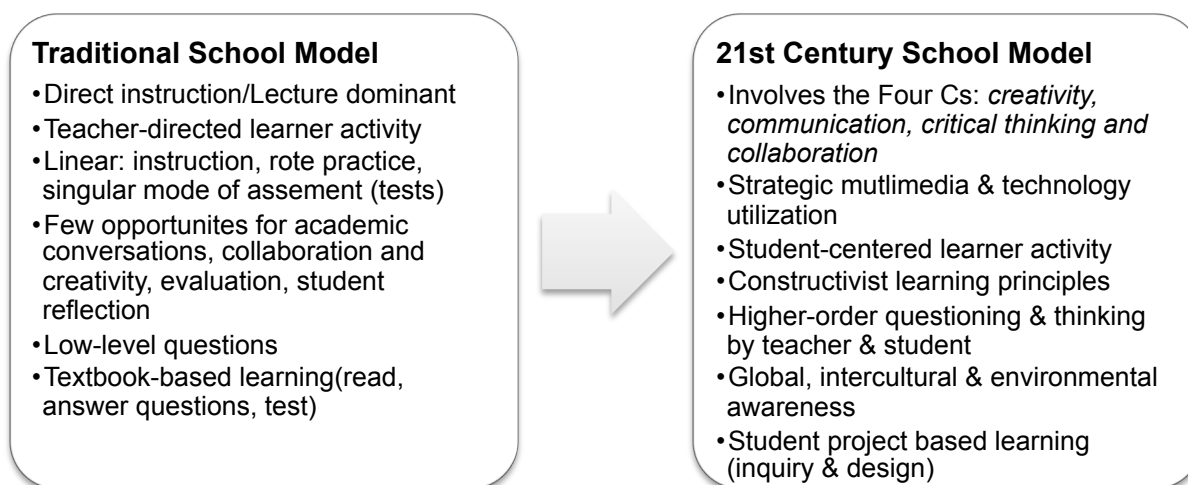 Traditional School Model
•Direct instruction/Lecture dominant
•Teacher-directed learner activity
•Linear: instruction, rote practice,
singular mode of assement (tests)
•Few opportunites for academic
conversations, collaboration and
creativity, evaluation, student
reflection
•Low-level questions
•Textbook-based learning(read,
answer questions, test)
21st Century School Model
•Involves the Four Cs: creativity,
communication, critical thinking and
collaboration
•Strategic mutlimedia & technology
utilization
•Student-centered learner activity
•Constructivist learning principles
•Higher-order questioning & thinking
by teacher & student
•Global, intercultural & environmental
awareness
•Student project based learning
(inquiry & design)